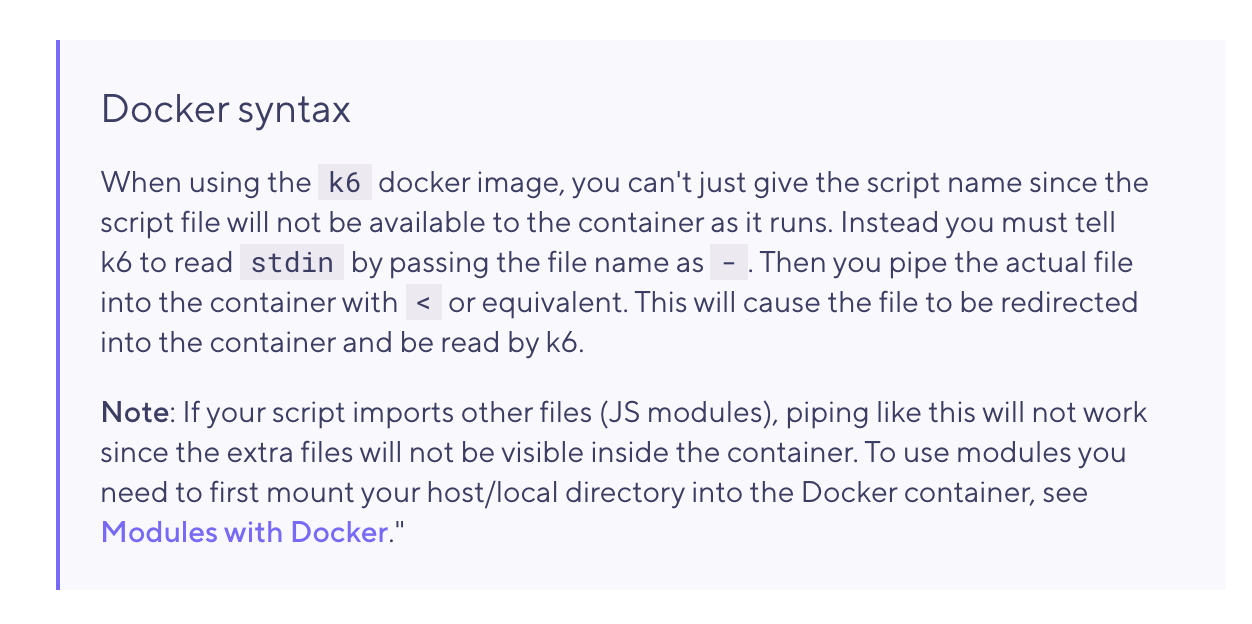 Docker syntax
When using the k6 docker image, you can't just give the script name since the
script file will not be available to the container as it runs. Instead you must tell
k6 to read stdin by passing the file name as -. Then you pipe the actual file
into the container with < or equivalent. This will cause the file to be redirected
into the container and be read by k6.
Note: If your script imports other files (JS modules), piping like this will not work
since the extra files will not be visible inside the container. To use modules you
need to first mount your host/local directory into the Docker container, see
Modules with Docker."